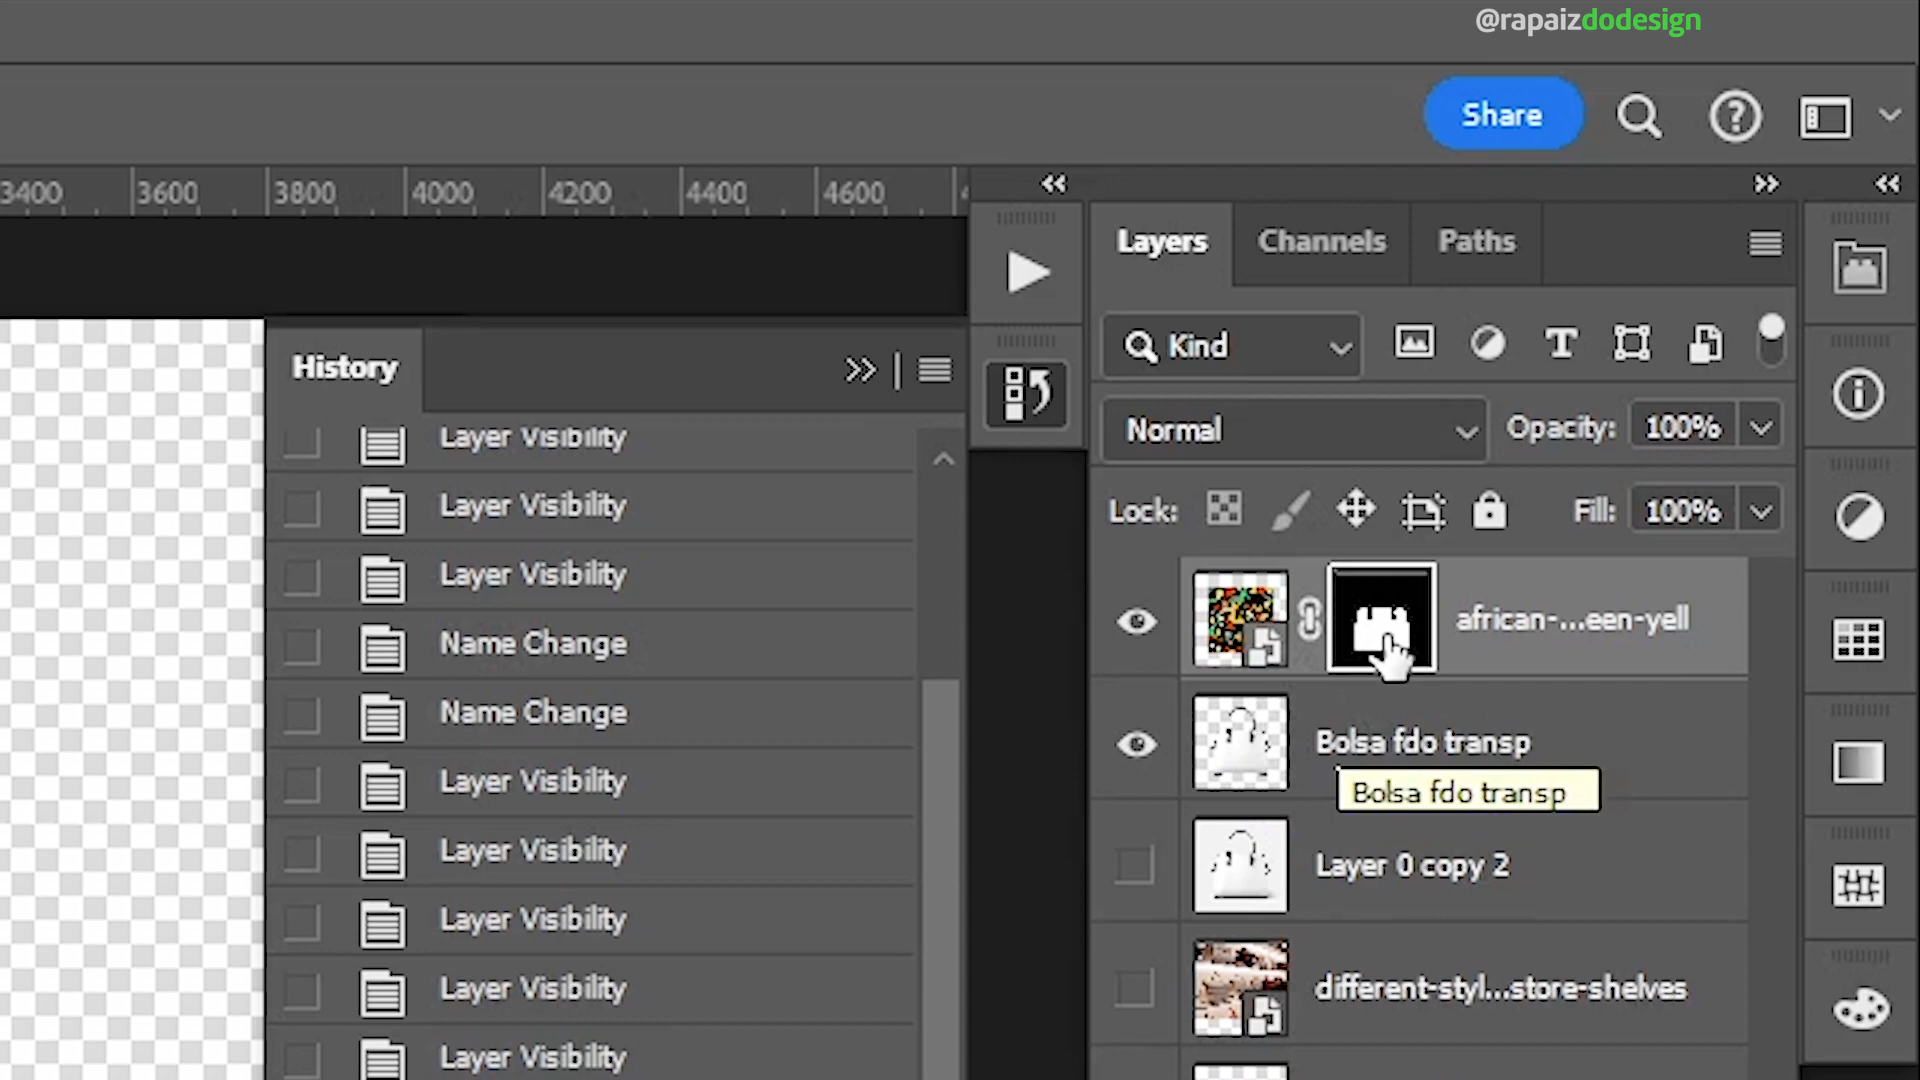 @rapaizdodesign
Share
3400 3600 3800 4000 4200 4400 4600
Layers Channels Paths
Kind
History
Normal Opacity: 100%
Lock: Fill: 100%
Layer Visibility
Layer Visibility
Layer Visibility
Name Change
Name Change
Layer Visibility
Layer Visibility
Layer Visibility
Layer Visibility
Layer Visibility
african-...een-yell
Bolsa fdo transp
Bolsa fdo transp
Layer 0 copy 2
different-styl...store-shelves